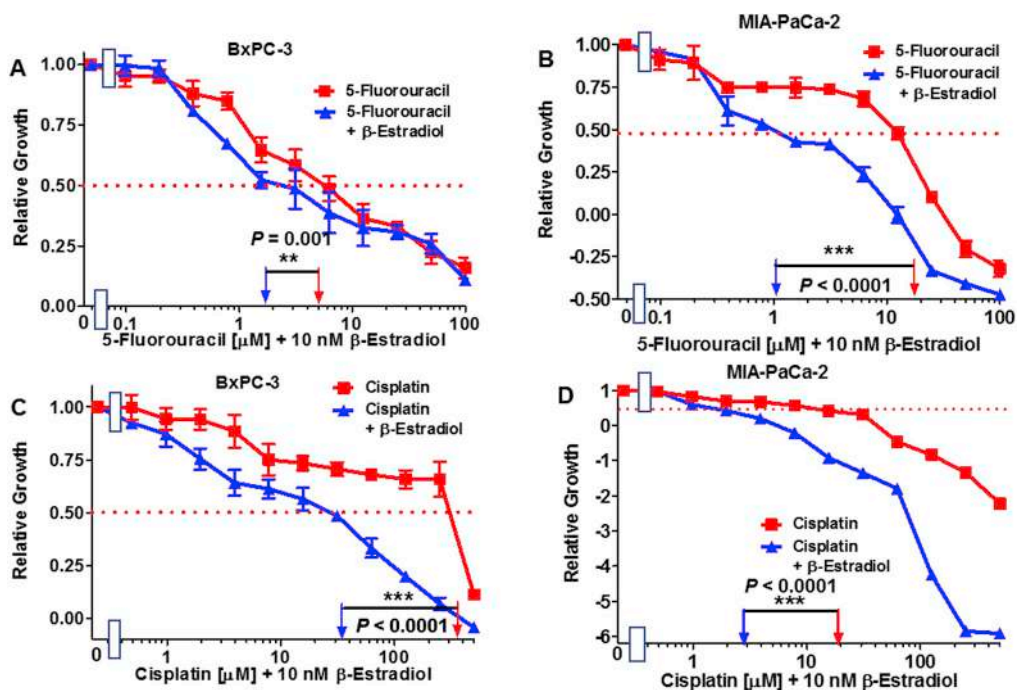 A
BxPC-3
1.00
0.75
0.50
0.25
0.00
Relative Growth
5-Fluorouracil
5-Fluorouracil
+ β-Estradiol
P = 0.001
**
0
0.1
1
10
100
5-Fluorouracil [μM] + 10 nM β-Estradiol
B
MIA-PaCa-2
1.00
0.75
0.50
0.25
0.00
-0.25
-0.50
Relative Growth
5-Fluorouracil
5-Fluorouracil
+ β-Estradiol
***
P < 0.0001
0
0.1
1
10
100
5-Fluorouracil [μM] + 10 nM β-Estradiol
C
BxPC-3
1.00
0.75
0.50
0.25
0.00
Relative Growth
Cisplatin
Cisplatin
+ β-Estradiol
***
P < 0.0001
0
1
10
100
Cisplatin [μM] + 10 nM β-Estradiol
D
MIA-PaCa-2
1
0
-1
-2
-3
-4
-5
-6
Relative Growth
Cisplatin
Cisplatin
+ β-Estradiol
P < 0.0001
***
0
1
10
100
Cisplatin [μM] + 10 nM β-Estradiol